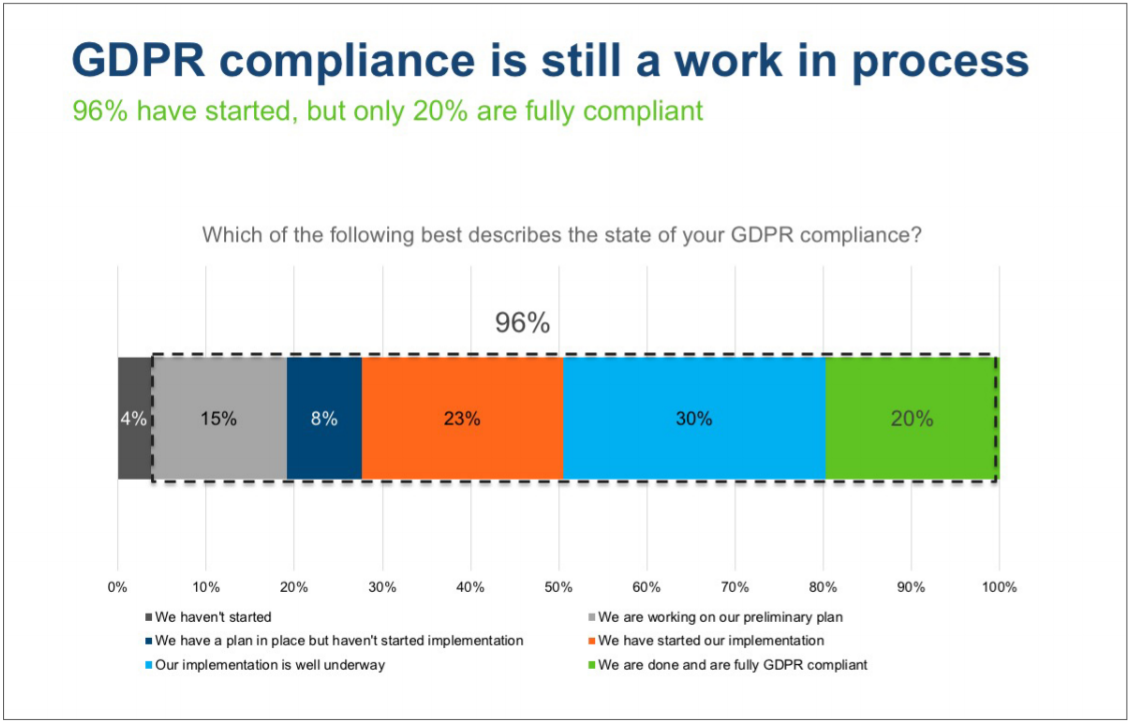 GDPR compliance is still a work in process
96% have started, but only 20% are fully compliant
Which of the following best describes the state of your GDPR compliance?
96%
4% 15% 8% 23% 30% 20%
0% 10% 20% 30% 40% 50% 60% 70% 80% 90% 100%
We haven't started We are working on our preliminary plan
We have a plan in place but haven't started implementation We have started our implementation
Our implementation is well underway We are done and are fully GDPR compliant